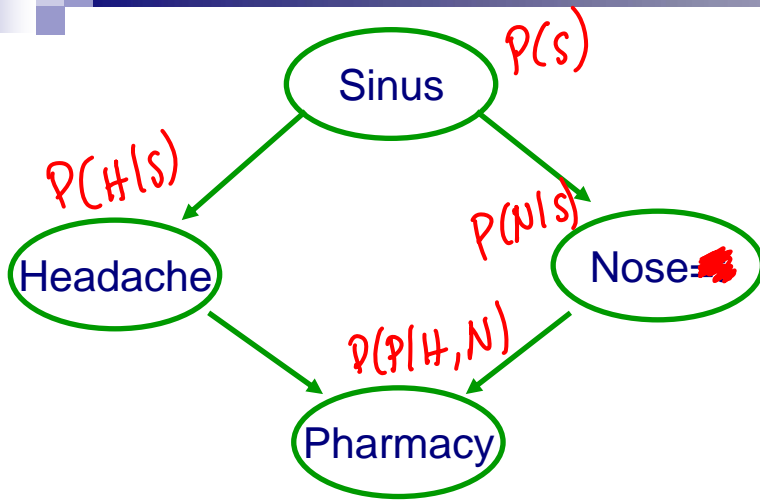 Sinus
P(S)
P(H|S)
P(N|S)
Headache
Nose=
P(P|H,N)
Pharmacy